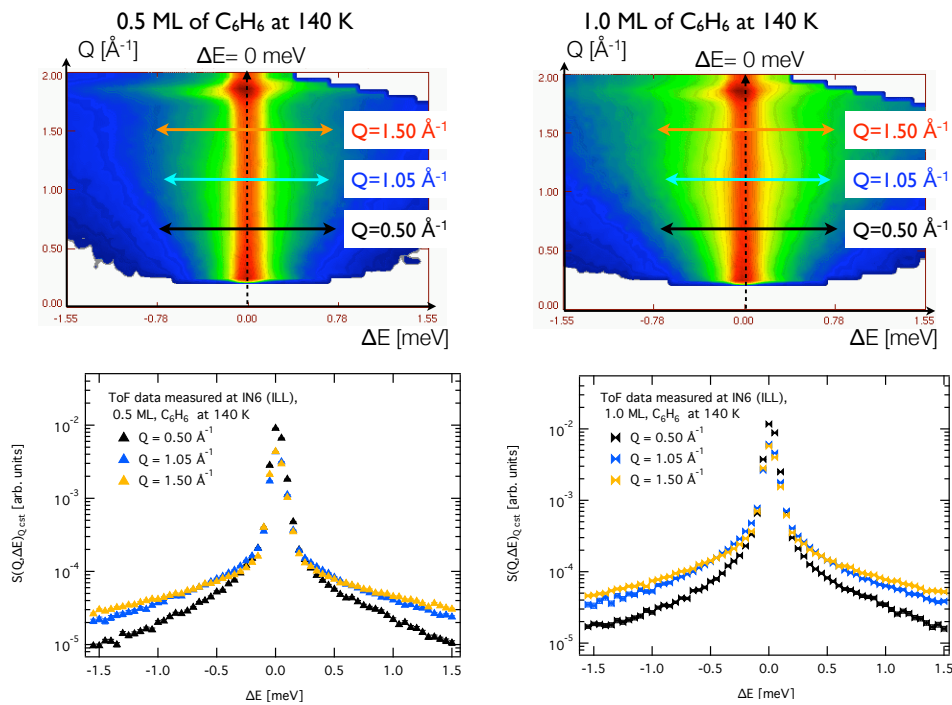 0.5 ML of C₆H₆ at 140 K
Q [Å⁻¹]
ΔE= 0 meV
2.00
1.50
1.00
0.50
0.00
Q=1.50 Å⁻¹
Q=1.05 Å⁻¹
Q=0.50 Å⁻¹
-1.55
-0.78
0.00
0.78
1.55
ΔE [meV]
1.0 ML of C₆H₆ at 140 K
Q [Å⁻¹]
ΔE= 0 meV
2.00
1.50
1.00
0.50
0.00
Q=1.50 Å⁻¹
Q=1.05 Å⁻¹
Q=0.50 Å⁻¹
-1.55
-0.78
0.00
0.78
1.55
ΔE [meV]
ToF data measured at IN6 (ILL),
0.5 ML, C₆H₆ at 140 K
Q = 0.50 Å⁻¹
Q = 1.05 Å⁻¹
Q = 1.50 Å⁻¹
S(Q,ΔE)Q cst [arb. units]
10⁻²
10⁻³
10⁻⁴
10⁻⁵
-1.5
-1.0
-0.5
0.0
0.5
1.0
1.5
ΔE [meV]
ToF data measured at IN6 (ILL),
1.0 ML, C₆H₆ at 140 K
Q = 0.50 Å⁻¹
Q = 1.05 Å⁻¹
Q = 1.50 Å⁻¹
S(Q,ΔE)Q cst [arb. units]
10⁻²
10⁻³
10⁻⁴
10⁻⁵
-1.5
-1.0
-0.5
0.0
0.5
1.0
1.5
ΔE [meV]